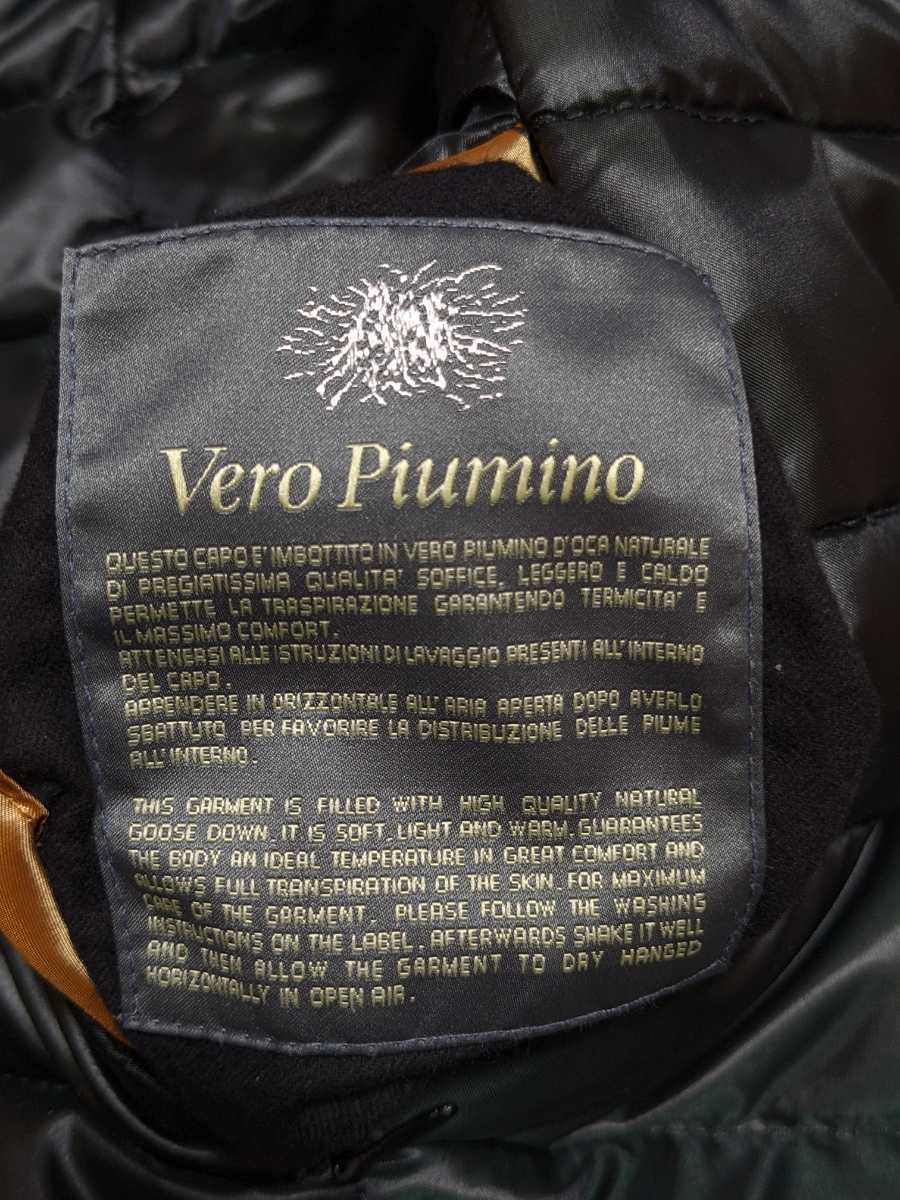 Vero Piumino
QUESTO CAPO E' IMBOTTITO IN VERO PIUMINO D'OCA NATURALE
DI PREGIATISSIMA QUALITA' SOFFICE, LEGGERO E CALDO
PERMETTE LA TRASPIRAZIONE GARANTENDO TERMICITA' E
IL MASSIMO COMFORT.
ATTENERSI ALLE ISTRUZIONI DI LAVAGGIO PRESENTI ALL'INTERNO
DEL CAPO.
APPENDERE IN ORIZZONTALE ALL'ARIA APERTA DOPO AVERLO
SBATTUTO PER FAVORIRE LA DISTRIBUZIONE DELLE PIUME
ALL'INTERNO.
THIS GARMENT IS FILLED WITH HIGH QUALITY NATURAL
GOOSE DOWN. IT IS SOFT, LIGHT AND WARM. GUARANTEES
THE BODY AN IDEAL TEMPERATURE IN GREAT COMFORT AND
ALLOWS FULL TRANSPIRATION OF THE SKIN. FOR MAXIMUM
CARE OF THE GARMENT. PLEASE FOLLOW THE WASHING
INSTRUCTIONS ON THE LABEL. AFTERWARDS SHAKE IT WELL
AND THEN ALLOW THE GARMENT TO DRY HANGED
HORIZONTALLY IN OPEN AIR.